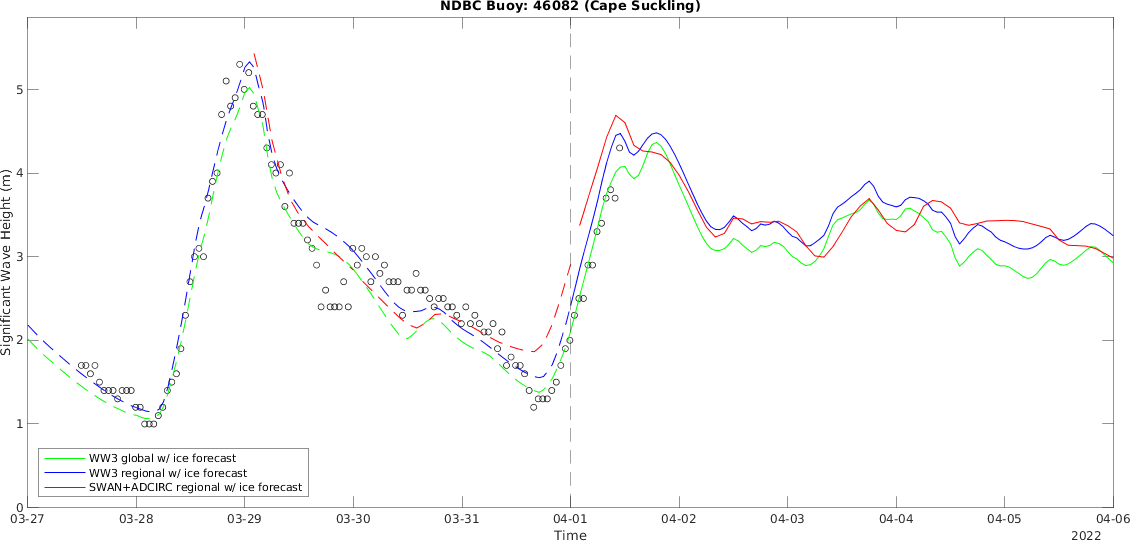 NDBC Buoy: 46082 (Cape Suckling)
Significant Wave Height (m)
5
4
3
2
1
0
WW3 global w/ ice forecast
WW3 regional w/ ice forecast
SWAN+ADCIRC regional w/ ice forecast
03-27 03-28 03-29 03-30 03-31 04-01 04-02 04-03 04-04 04-05 04-06
Time
2022